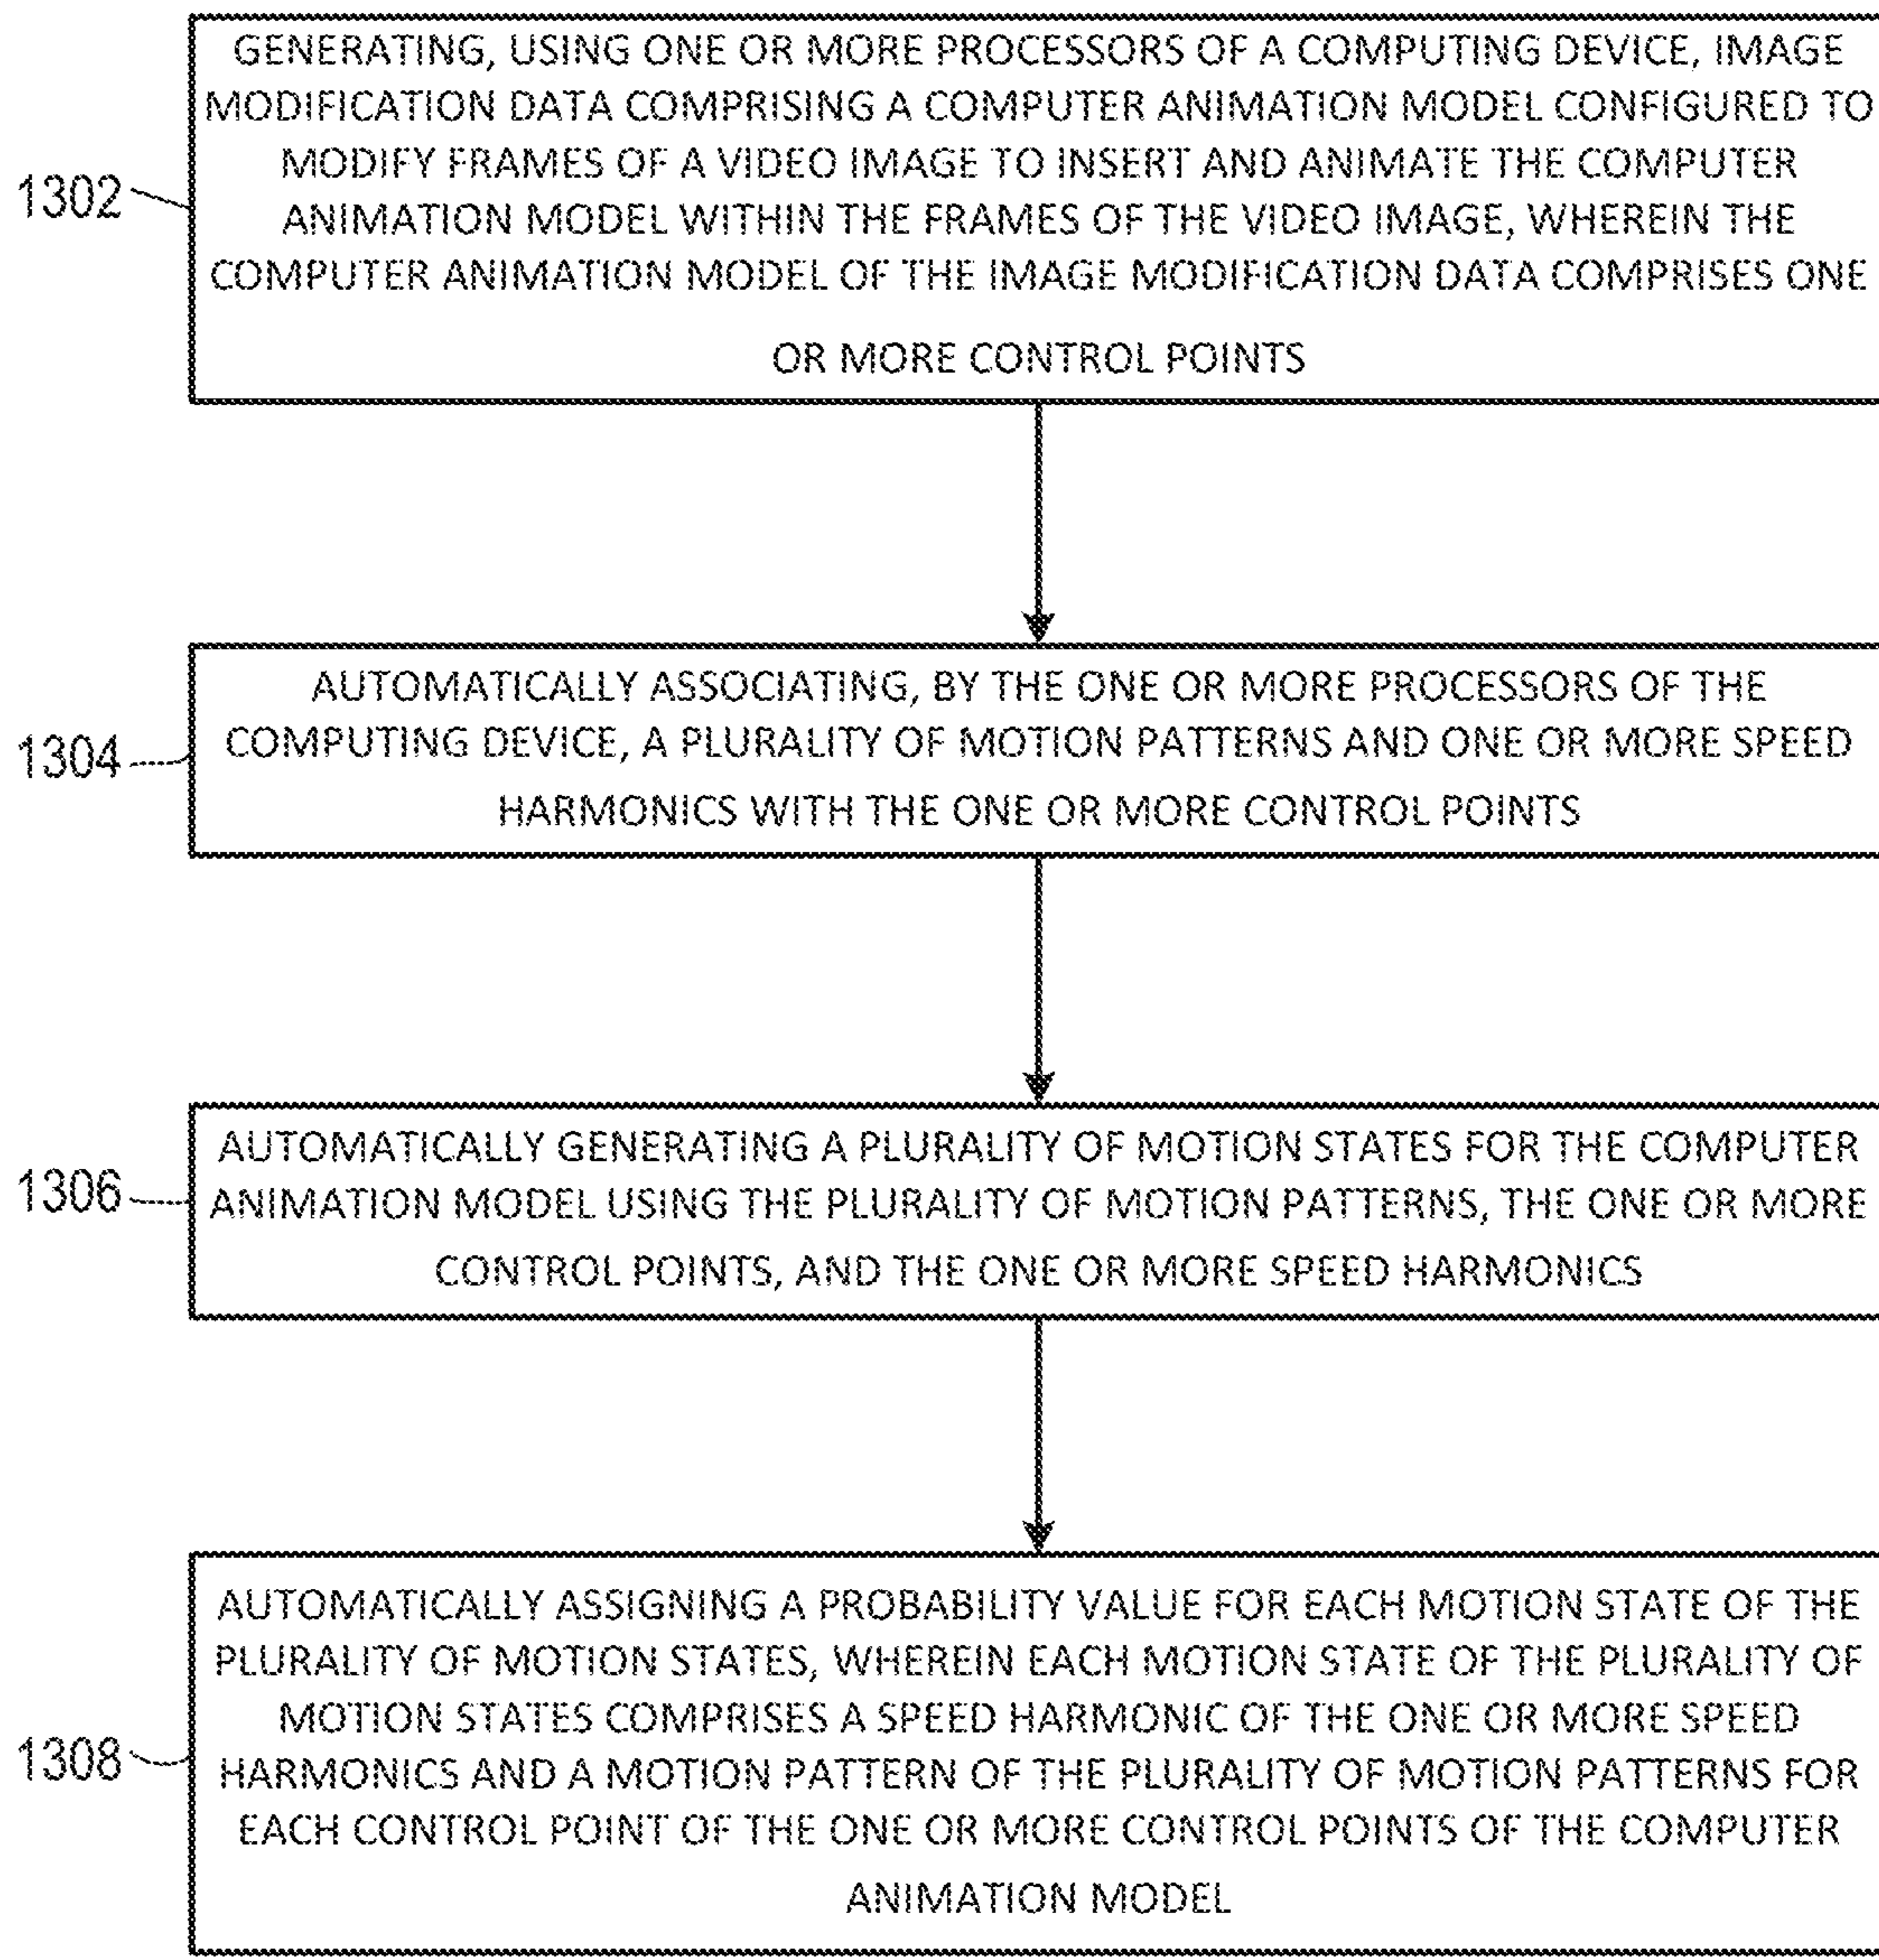 GENERATING, USING ONE OR MORE PROCESSORS OF A COMPUTING DEVICE, IMAGE
MODIFICATION DATA COMPRISING A COMPUTER ANIMATION MODEL CONFIGURED TO
MODIFY FRAMES OF A VIDEO IMAGE TO INSERT AND ANIMATE THE COMPUTER
1302
ANIMATION MODEL WITHIN THE FRAMES OF THE VIDEO IMAGE, WHEREIN THE
COMPUTER ANIMATION MODEL OF THE IMAGE MODIFICATION DATA COMPRISES ONE
OR MORE CONTROL POINTS
AUTOMATICALLY ASSOCIATING, BY THE ONE OR MORE PROCESSORS OF THE
1304
COMPUTING DEVICE, A PLURALITY OF MOTION PATTERNS AND ONE OR MORE SPEED
HARMONICS WITH THE ONE OR MORE CONTROL POINTS
AUTOMATICALLY GENERATING A PLURALITY OF MOTION STATES FOR THE COMPUTER
1306
ANIMATION MODEL USING THE PLURALITY OF MOTION PATTERNS, THE ONE OR MORE
CONTROL POINTS, AND THE ONE OR MORE SPEED HARMONICS
AUTOMATICALLY ASSIGNING A PROBABILITY VALUE FOR EACH MOTION STATE OF THE
PLURALITY OF MOTION STATES, WHEREIN EACH MOTION STATE OF THE PLURALITY OF
MOTION STATES COMPRISES A SPEED HARMONIC OF THE ONE OR MORE SPEED
1308
HARMONICS AND A MOTION PATTERN OF THE PLURALITY OF MOTION PATTERNS FOR
EACH CONTROL POINT OF THE ONE OR MORE CONTROL POINTS OF THE COMPUTER
ANIMATION MODEL